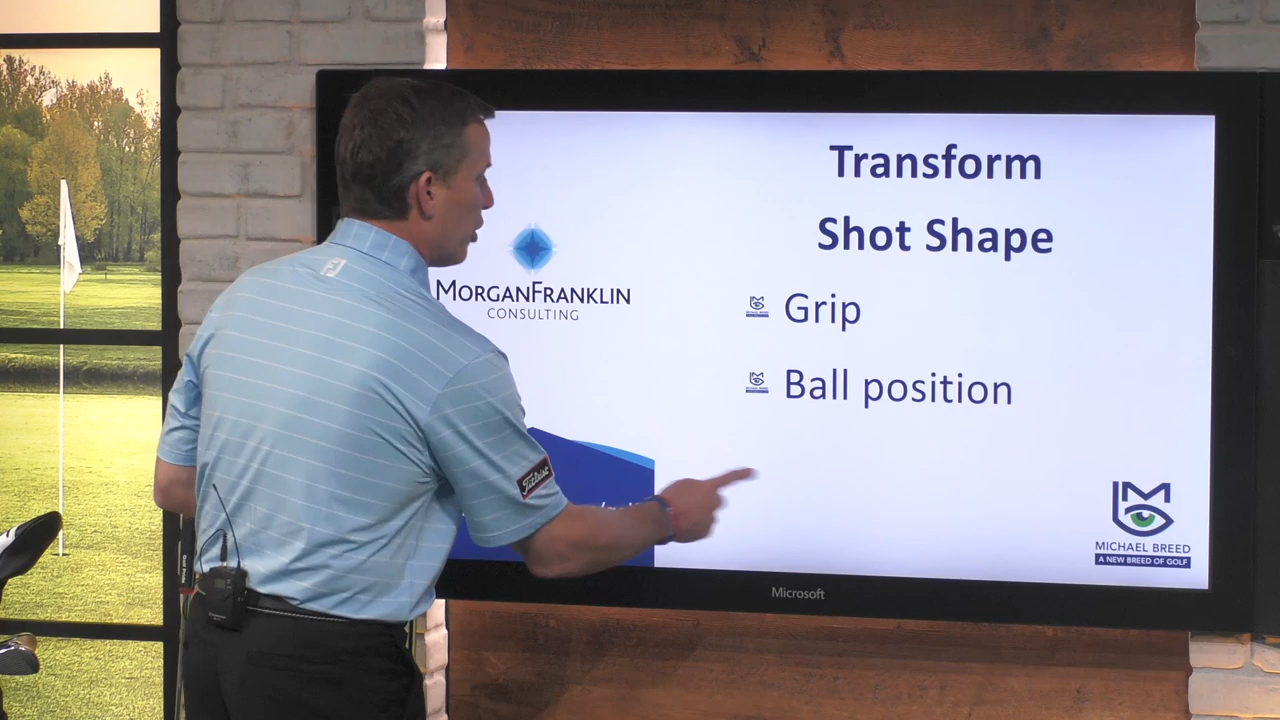 Transform
Shot Shape
MORGANFRANKLIN
CONSULTING
Grip
Ball position
Titleist
FJ
MICHAEL BREED
A NEW BREED OF GOLF
Microsoft